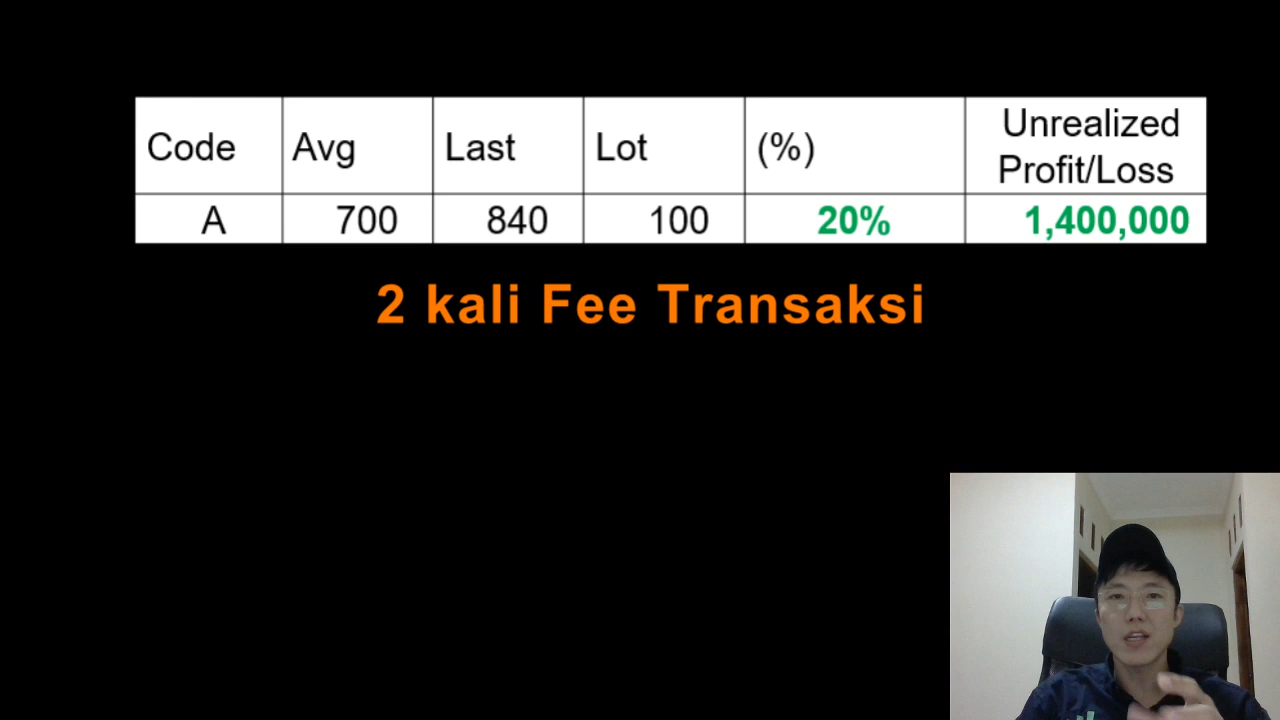 Code Avg Last Lot (%) Unrealized
Profit/Loss
A 700 840 100 20% 1,400,000
2 kali Fee Transaksi